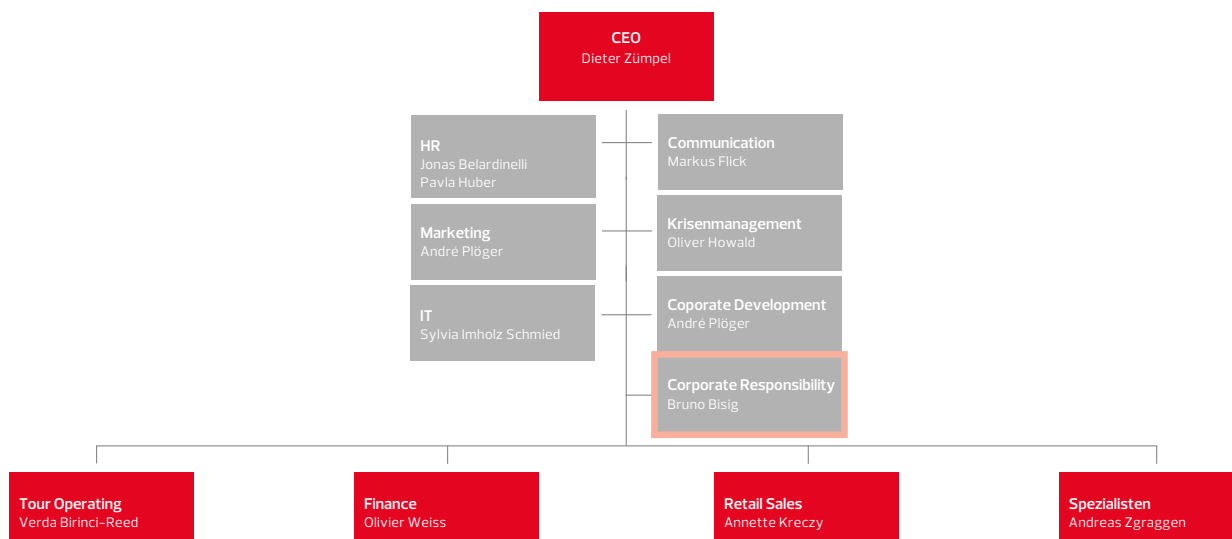 CEO
Dieter Zümpel
HR
Jonas Belardinelli
Pavla Huber
Communication
Markus Flick
Marketing
André Plöger
Krisenmanagement
Oliver Howald
IT
Sylvia Imholz Schmied
Coporate Development
André Plöger
Corporate Responsibility
Bruno Bisig
Tour Operating
Verda Birinci-Reed
Finance
Olivier Weiss
Retail Sales
Annette Kreczy
Spezialisten
Andreas Zgraggen